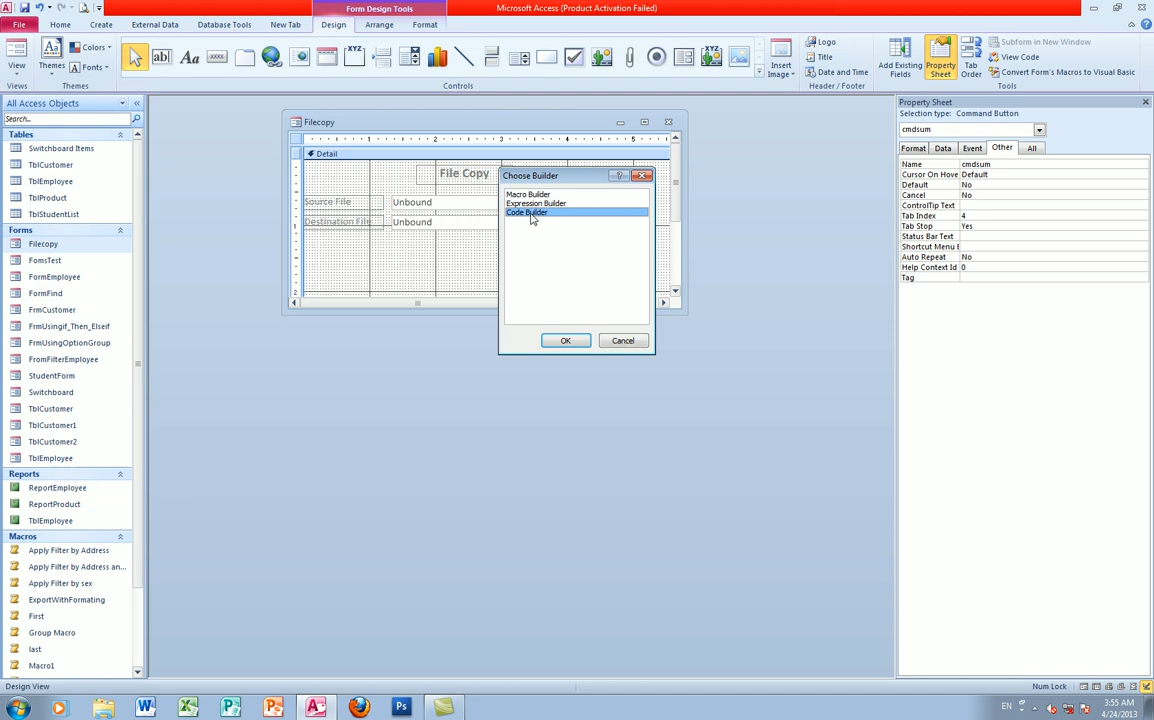 Form Design Tools
Microsoft Access (Product Activation Failed)
File Home Create External Data Database Tools New Tab Design Arrange Format
View
Views
Themes
Colors
Fonts
Themes
Controls
Insert Image
Logo
Title
Date and Time
Header / Footer
Add Existing Fields
Property Sheet
Tab Order
Subform in New Window
View Code
Convert Form's Macros to Visual Basic
Tools
All Access Objects
Search...
Tables
Switchboard Items
TblCustomer
TblEmployee
TblProduct
TblStudentList
Forms
Filecopy
FomsTest
FormEmployee
FormFind
FrmCustomer
FrmUsingif_Then_Elseif
FrmUsingOptionGroup
FromFilterEmployee
StudentForm
Switchboard
TblCustomer
TblCustomer1
TblCustomer2
TblEmployee
Reports
ReportEmployee
ReportProduct
TblEmployee
Macros
Apply Filter by Address
Apply Filter by Address an...
Apply Filter by sex
ExportWithFormating
First
Group Macro
last
Macro1
Filecopy
1 2 3 4 5
Detail
File Copy
Source File Unbound
Destination File Unbound
1
2
Choose Builder
Macro Builder
Expression Builder
Code Builder
OK Cancel
Property Sheet
Selection type: Command Button
cmdsum
Format Data Event Other All
Name cmdsum
Cursor On Hove Default
Default No
Cancel No
ControlTip Text
Tab Index 4
Tab Stop Yes
Status Bar Text
Shortcut Menu E
Auto Repeat No
Help Context Id 0
Tag
Design View
Num Lock
EN
3:55 AM
4/24/2013